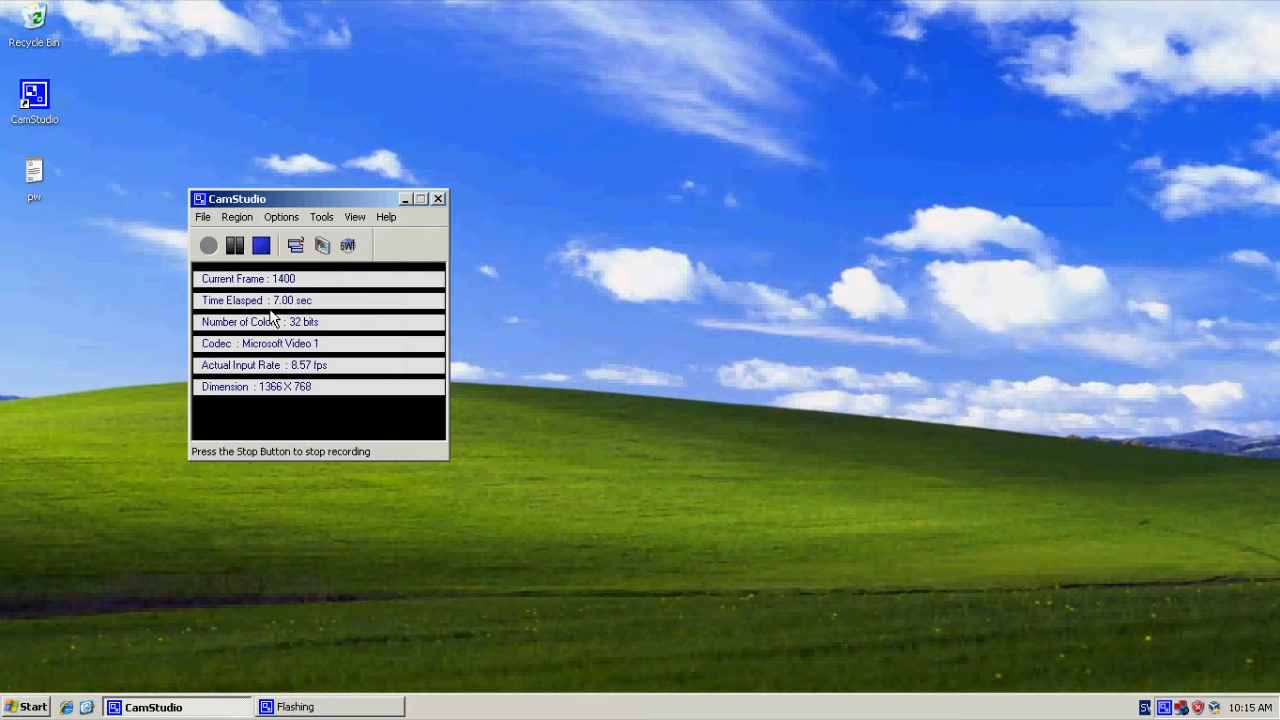 Recycle Bin
CamStudio
pw
CamStudio
File Region Options Tools View Help
SWF
Current Frame : 1400
Time Elasped : 7.00 sec
Number of Colors : 32 bits
Codec : Microsoft Video 1
Actual Input Rate : 8.57 fps
Dimension : 1366 X 768
Press the Stop Button to stop recording
Start
CamStudio
Flashing
10:15 AM